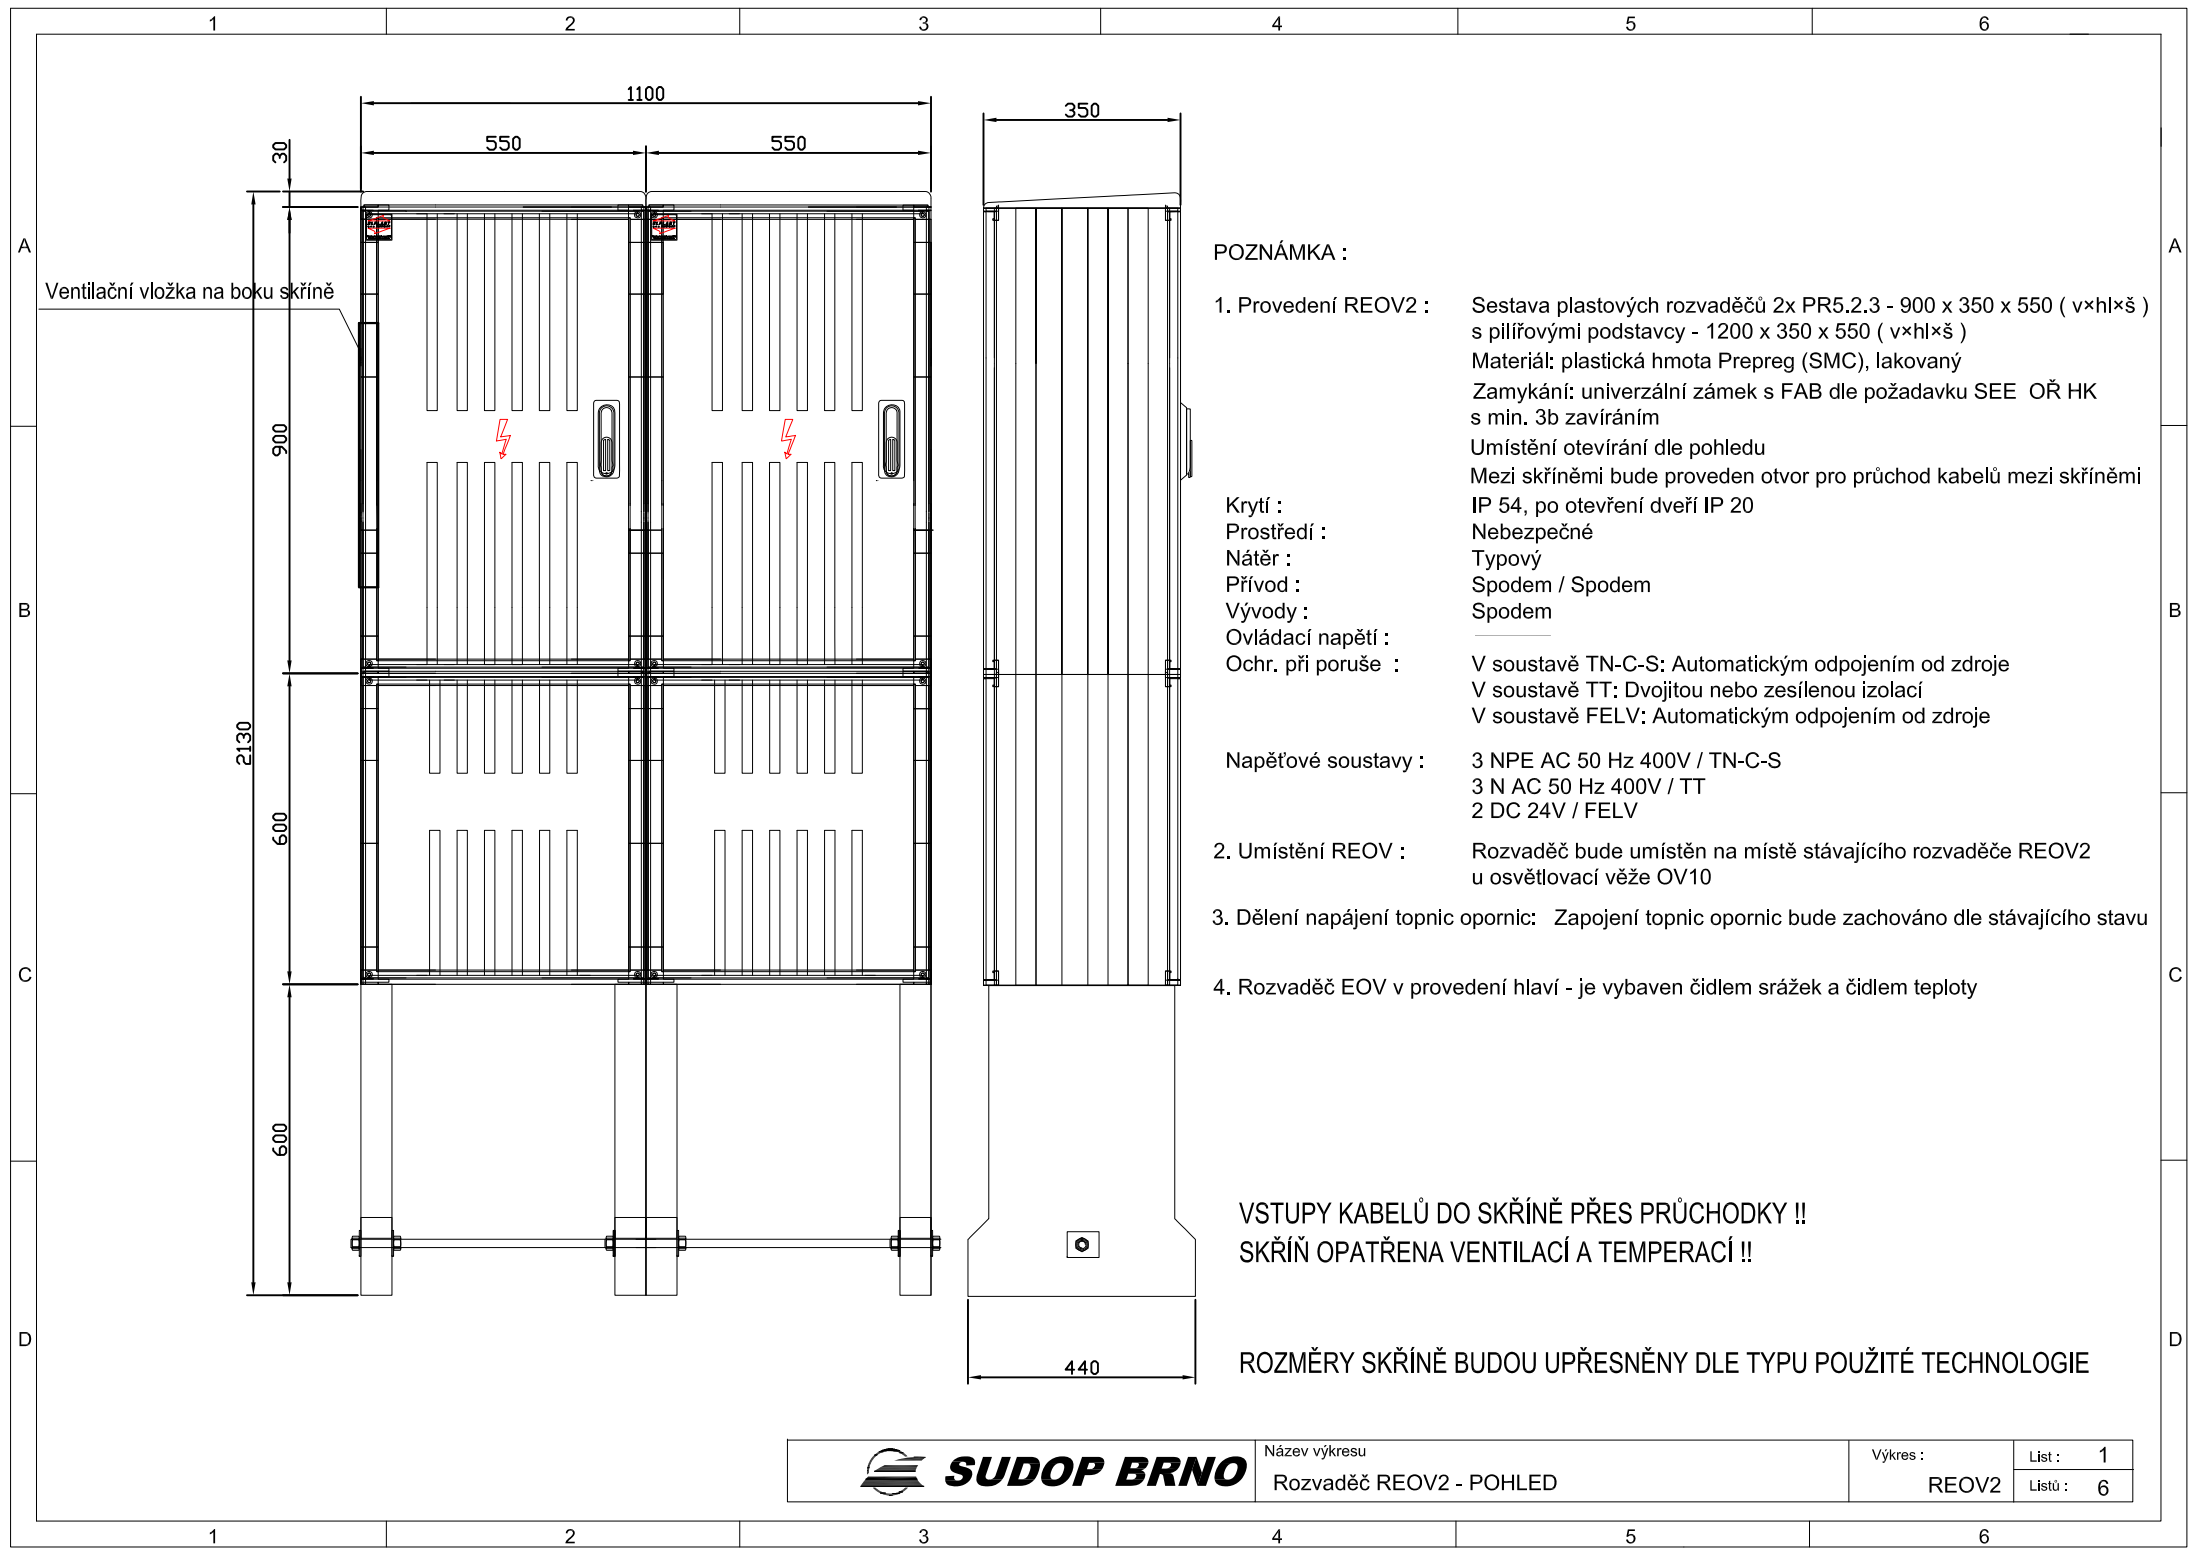 1 2 3 4 5 6
1100
350
550 550
30
A A
POZNÁMKA :
Ventilační vložka na boku skříně
1. Provedení REOV2 : Sestava plastových rozvaděčů 2x PR5.2.3 - 900 x 350 x 550 ( v×hl×š )
s pilířovými podstavcy - 1200 x 350 x 550 ( v×hl×š )
Materiál: plastická hmota Prepreg (SMC), lakovaný
Zamykání: univerzální zámek s FAB dle požadavku SEE OŘ HK
s min. 3b zavíráním
900
Umístění otevírání dle pohledu
Mezi skříněmi bude proveden otvor pro průchod kabelů mezi skříněmi
Krytí : IP 54, po otevření dveří IP 20
Prostředí : Nebezpečné
Nátěr : Typový
Přívod : Spodem / Spodem
B B
Vývody : Spodem
Ovládací napětí :
Ochr. při poruše : V soustavě TN-C-S: Automatickým odpojením od zdroje
V soustavě TT: Dvojitou nebo zesílenou izolací
V soustavě FELV: Automatickým odpojením od zdroje
2130
Napěťové soustavy : 3 NPE AC 50 Hz 400V / TN-C-S
3 N AC 50 Hz 400V / TT
2 DC 24V / FELV
600
2. Umístění REOV : Rozvaděč bude umístěn na místě stávajícího rozvaděče REOV2
u osvětlovací věže OV10
3. Dělení napájení topnic opornic: Zapojení topnic opornic bude zachováno dle stávajícího stavu
C C
4. Rozvaděč EOV v provedení hlaví - je vybaven čidlem srážek a čidlem teploty
600
VSTUPY KABELŮ DO SKŘÍNĚ PŘES PRŮCHODKY !!
SKŘÍŇ OPATŘENA VENTILACÍ A TEMPERACÍ !!
D D
440
ROZMĚRY SKŘÍNĚ BUDOU UPŘESNĚNY DLE TYPU POUŽITÉ TECHNOLOGIE
SUDOP BRNO
Název výkresu
Rozvaděč REOV2 - POHLED
Výkres :
REOV2
List : 1
Listů : 6
1 2 3 4 5 6